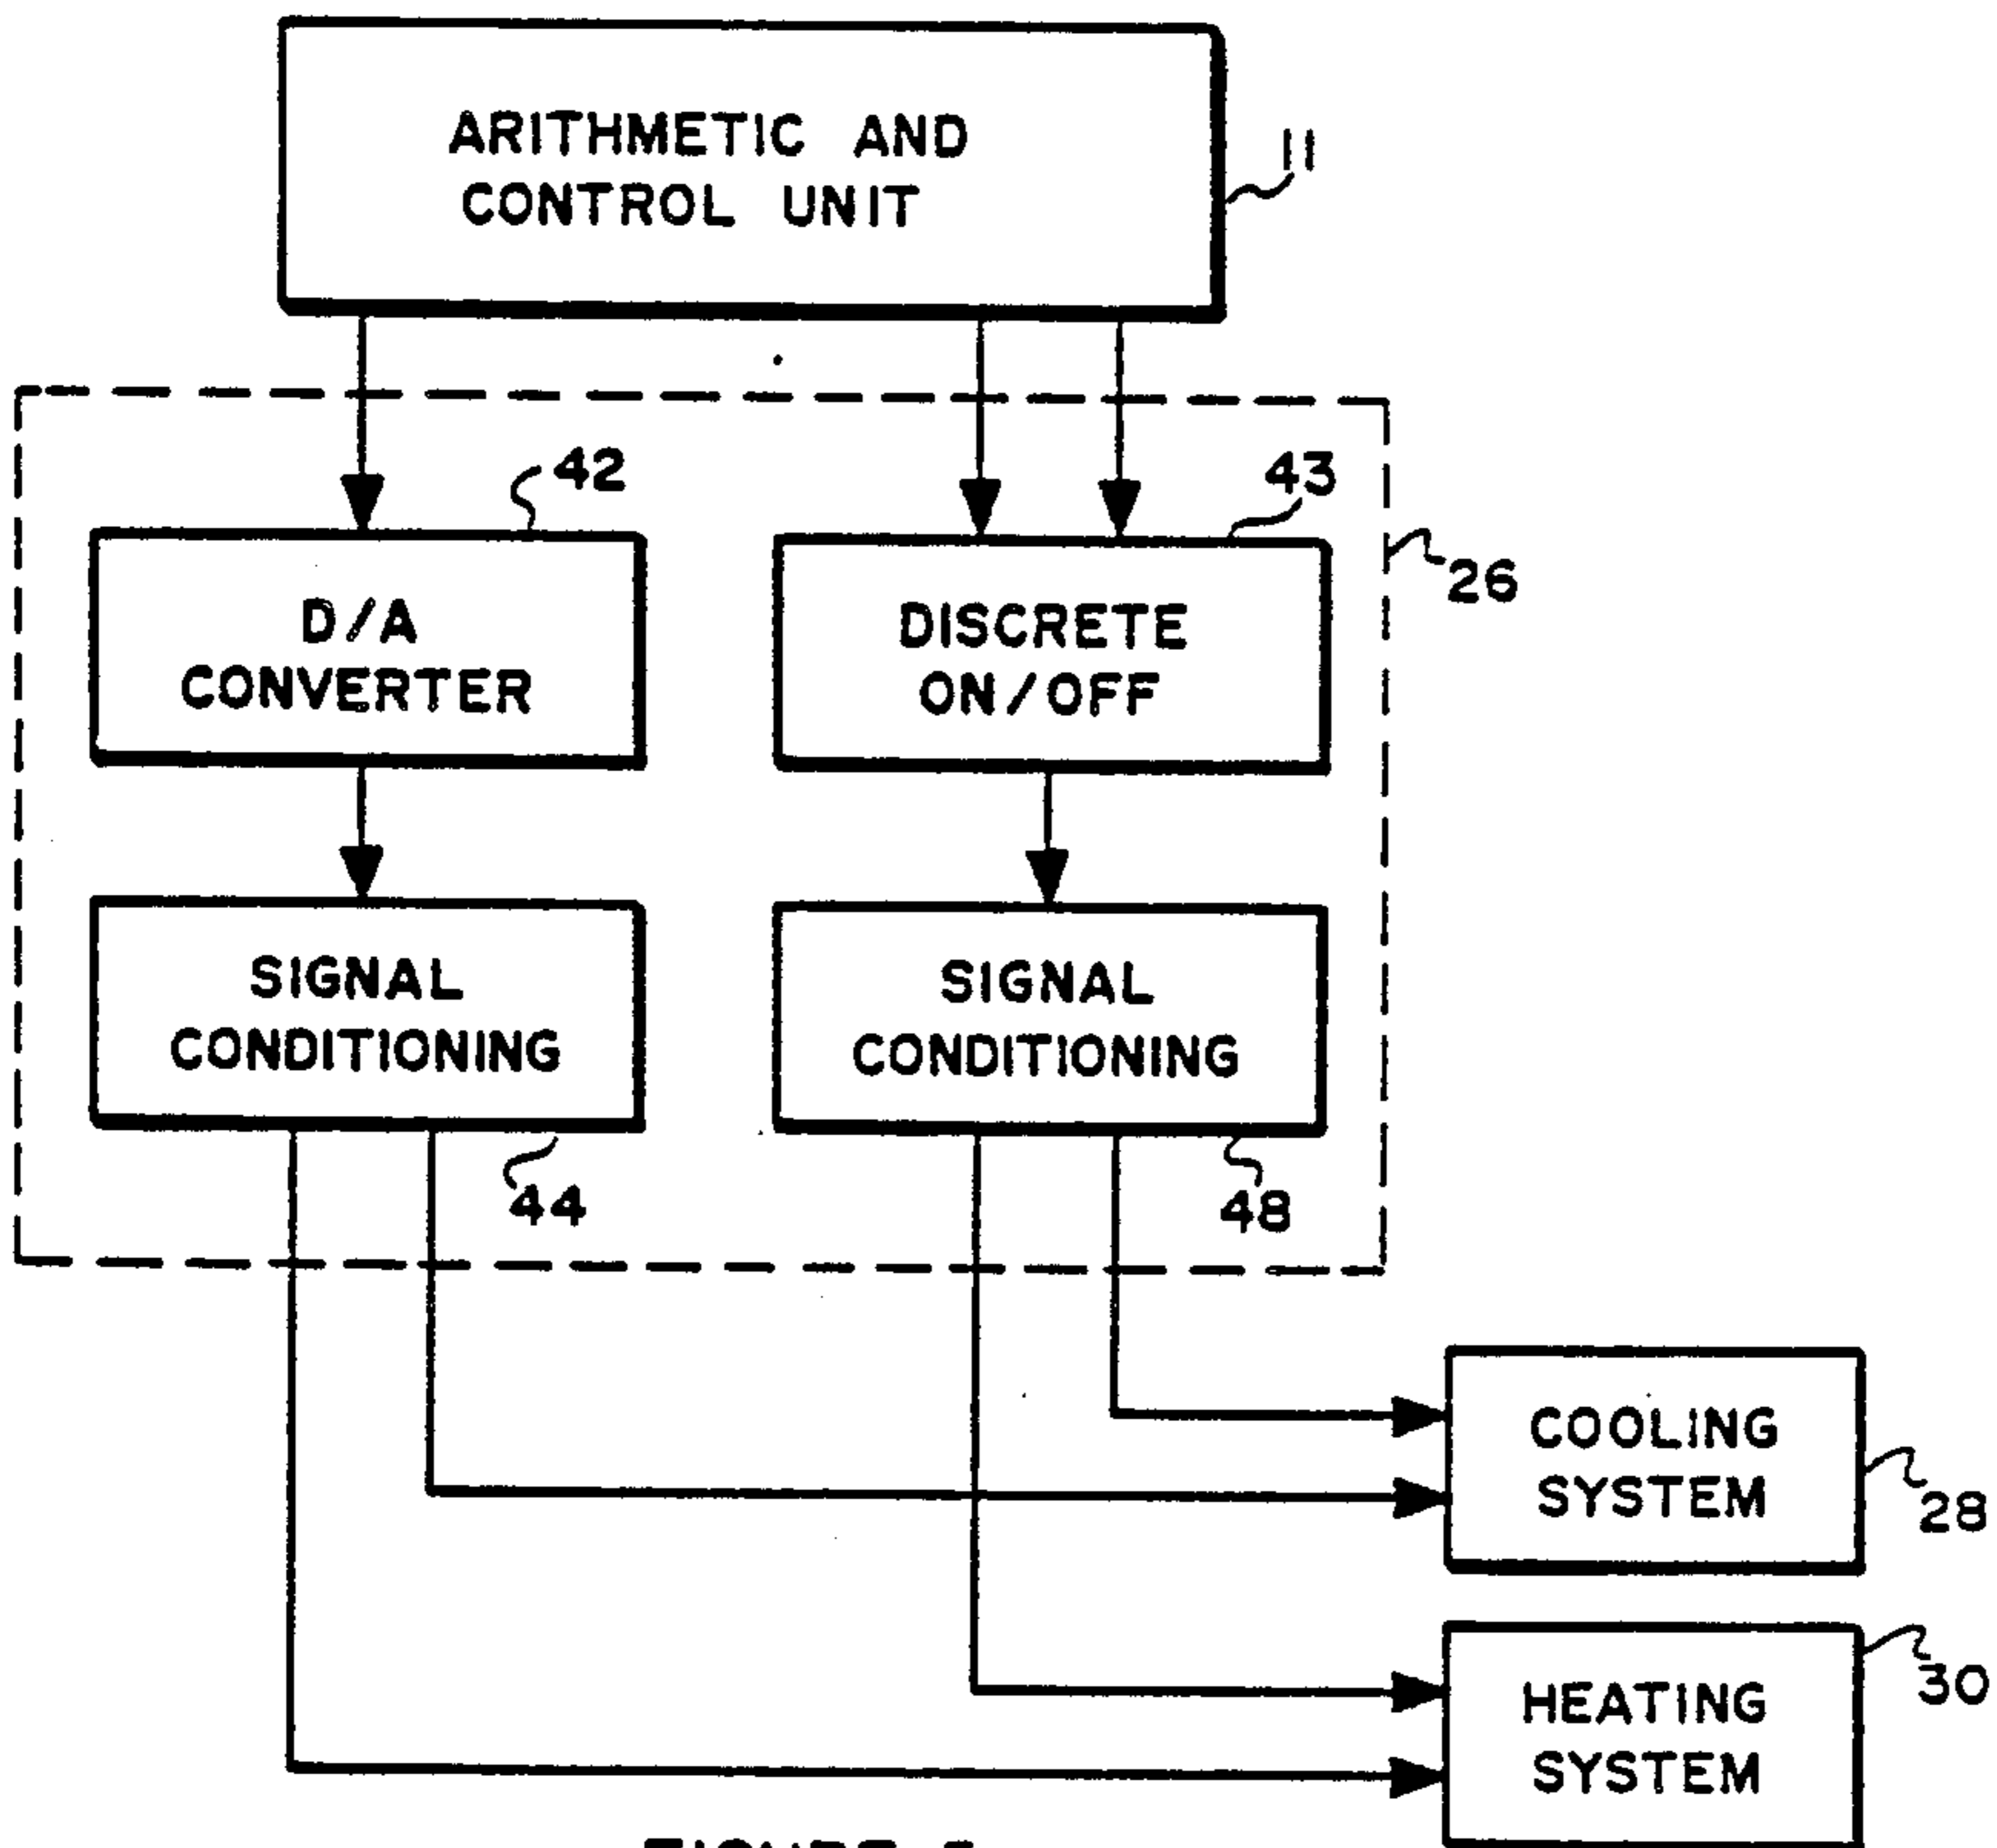 ARITHMETIC AND
CONTROL UNIT
11
42
43
D/A
CONVERTER
DISCRETE
ON/OFF
26
SIGNAL
CONDITIONING
SIGNAL
CONDITIONING
44
48
COOLING
SYSTEM
28
HEATING
SYSTEM
30
FIGURE